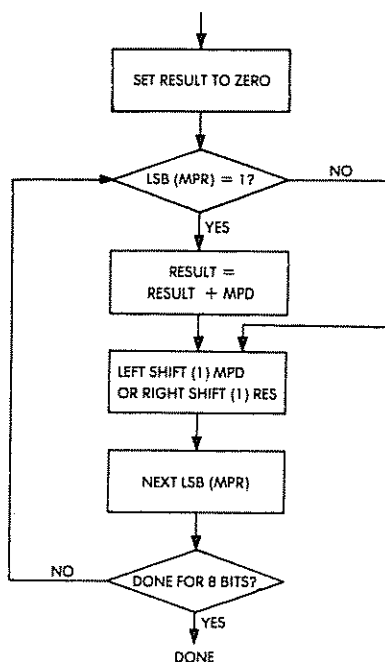 SET RESULT TO ZERO
LSB (MPR) = 1?
NO
YES
RESULT =
RESULT + MPD
LEFT SHIFT (1) MPD
OR RIGHT SHIFT (1) RES
NEXT LSB (MPR)
NO
DONE FOR 8 BITS?
YES
DONE